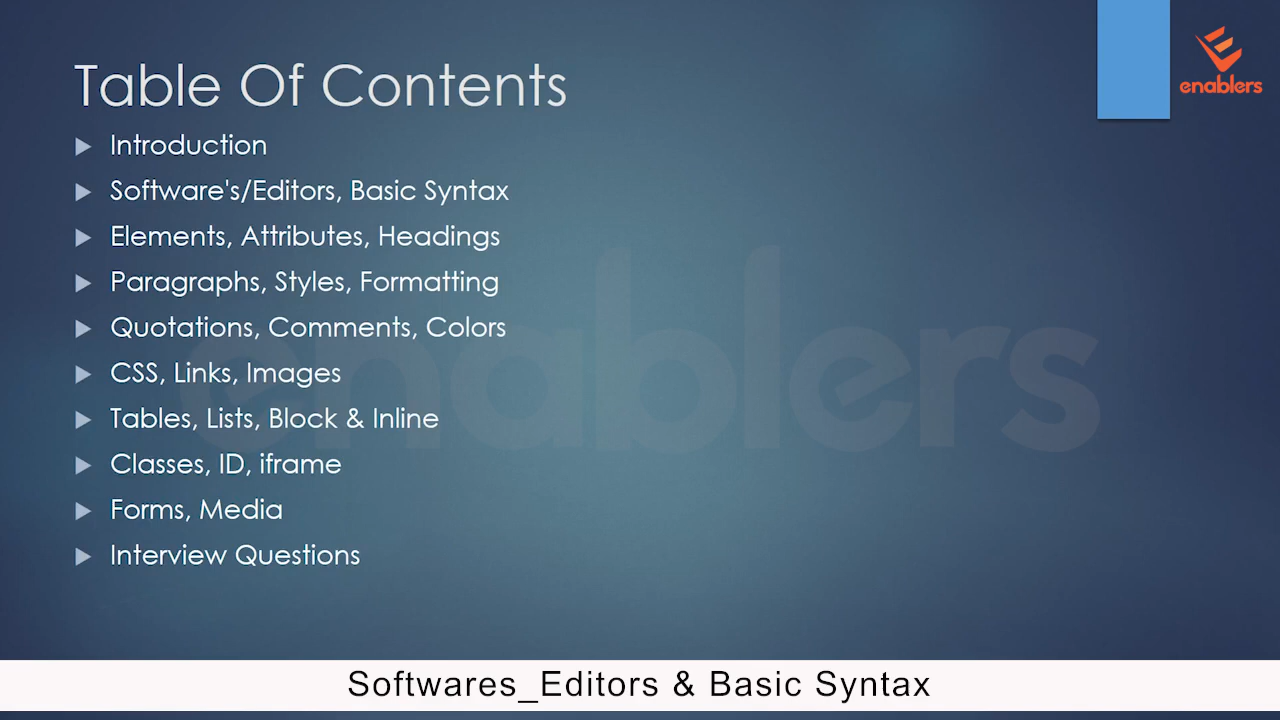 Table Of Contents
Introduction
Software's/Editors, Basic Syntax
Elements, Attributes, Headings
Paragraphs, Styles, Formatting
Quotations, Comments, Colors
CSS, Links, Images
Tables, Lists, Block & Inline
Classes, ID, iframe
Forms, Media
Interview Questions
enablers
enablers
Softwares_Editors & Basic Syntax